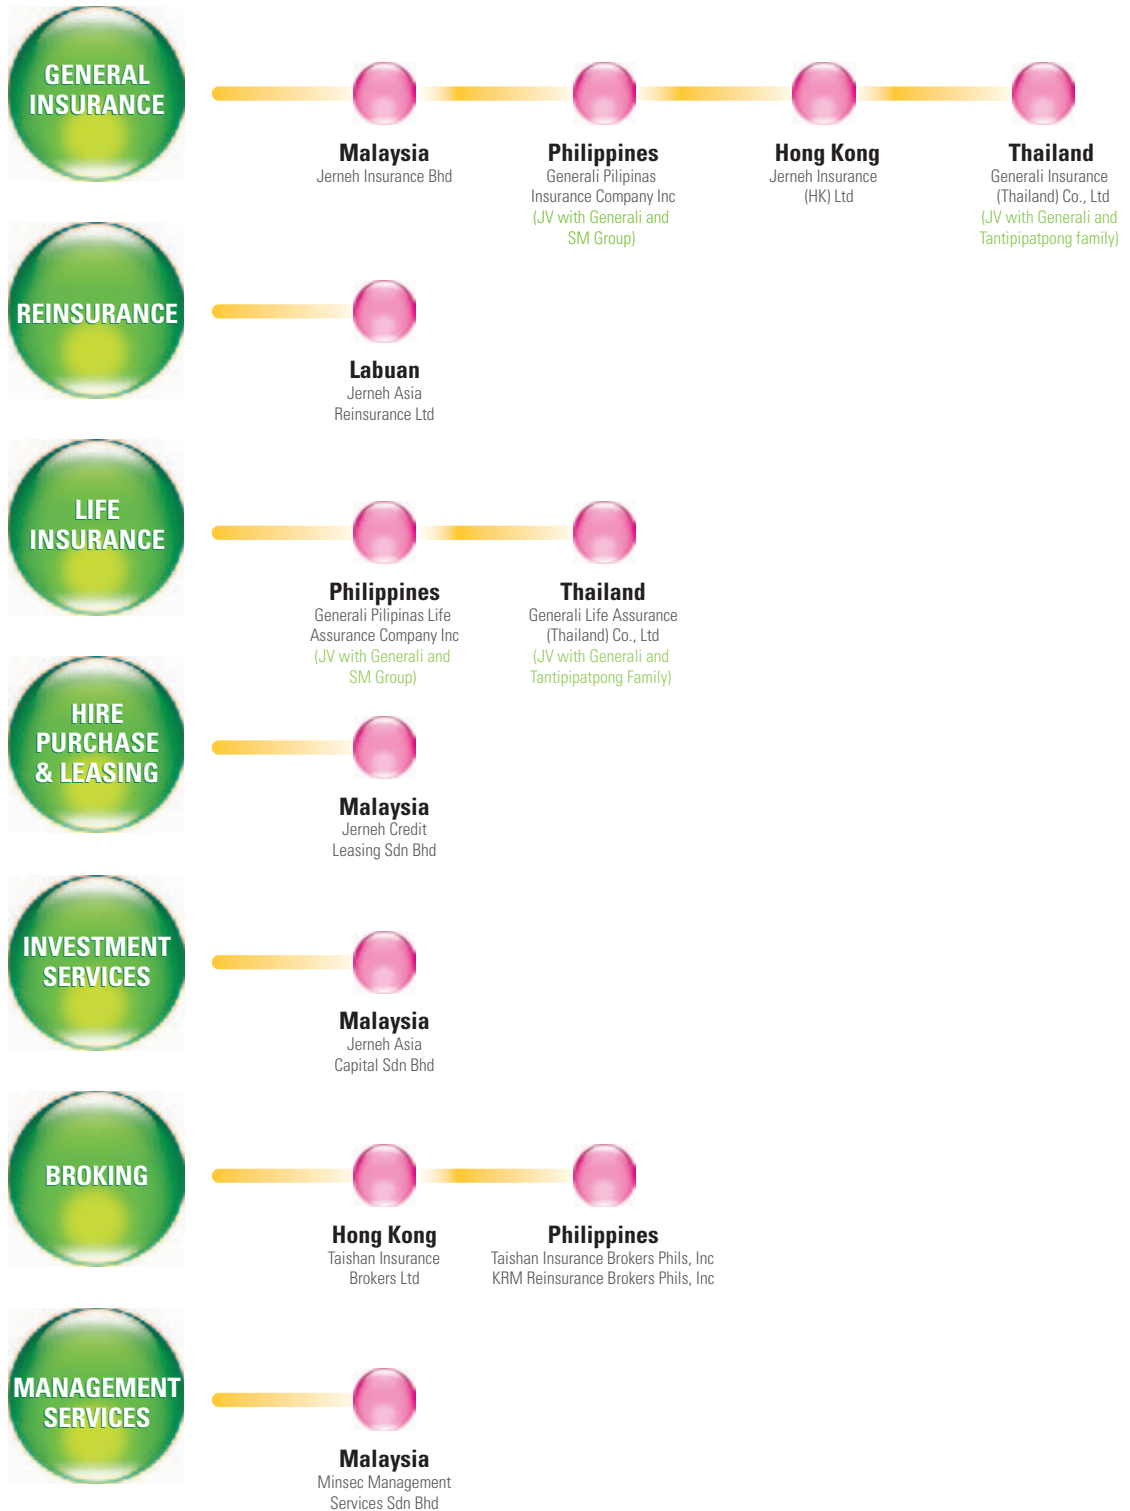 GENERAL
INSURANCE
Malaysia
Jerneh Insurance Bhd
Philippines
Generali Pilipinas
Insurance Company Inc
(JV with Generali and
SM Group)
Hong Kong
Jerneh Insurance
(HK) Ltd
Thailand
Generali Insurance
(Thailand) Co., Ltd
(JV with Generali and
Tantipipatpong family)
REINSURANCE
Labuan
Jerneh Asia
Reinsurance Ltd
LIFE
INSURANCE
Philippines
Generali Pilipinas Life
Assurance Company Inc
(JV with Generali and
SM Group)
Thailand
Generali Life Assurance
(Thailand) Co., Ltd
(JV with Generali and
Tantipipatpong Family)
HIRE
PURCHASE
& LEASING
Malaysia
Jerneh Credit
Leasing Sdn Bhd
INVESTMENT
SERVICES
Malaysia
Jerneh Asia
Capital Sdn Bhd
BROKING
Hong Kong
Taishan Insurance
Brokers Ltd
Philippines
Taishan Insurance Brokers Phils, Inc
KRM Reinsurance Brokers Phils, Inc
MANAGEMENT
SERVICES
Malaysia
Minsec Management
Services Sdn Bhd